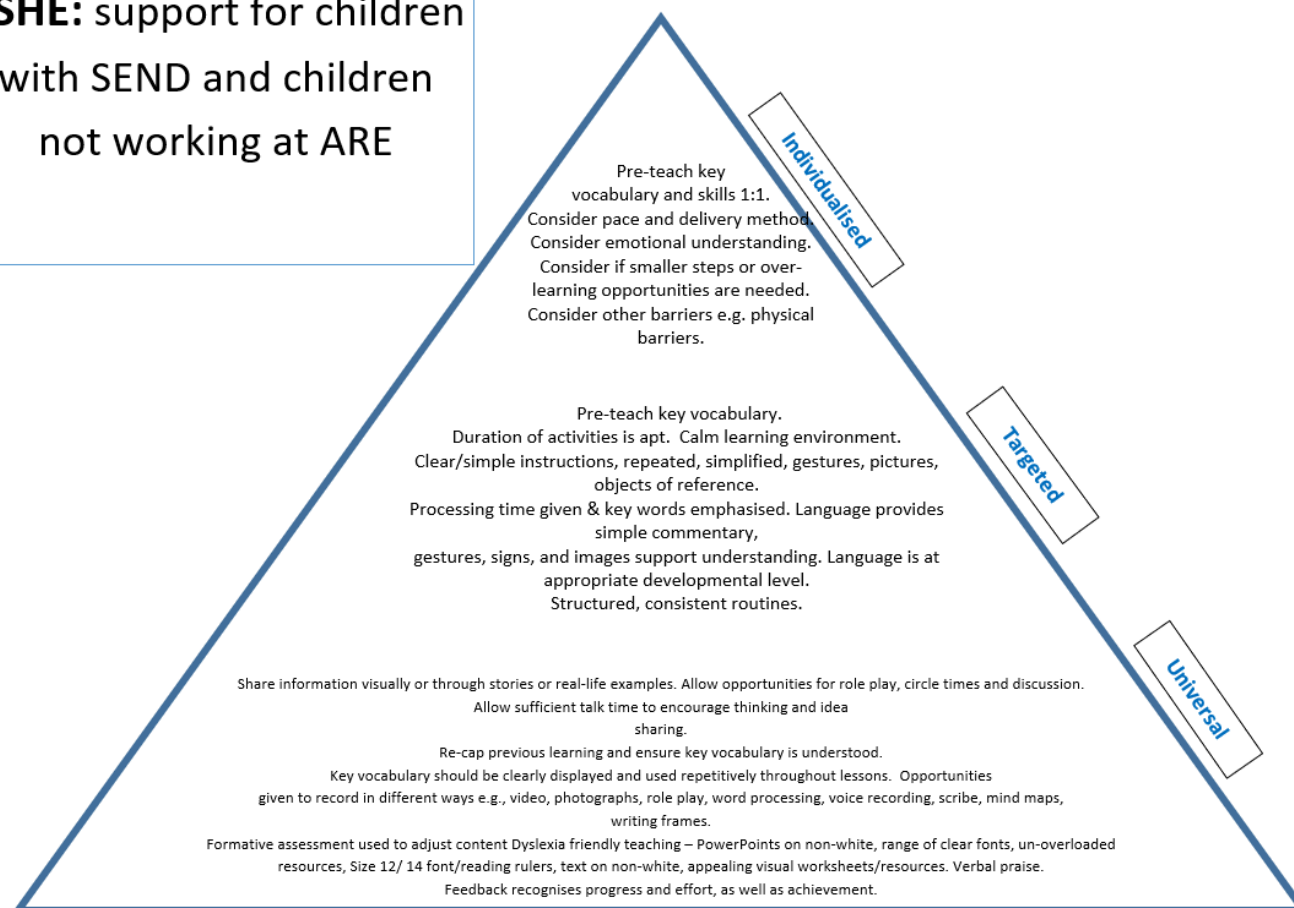 SHE: support for children
with SEND and children
not working at ARE
Individualised
Pre-teach key
vocabulary and skills 1:1.
Consider pace and delivery method.
Consider emotional understanding.
Consider if smaller steps or over-
learning opportunities are needed.
Consider other barriers e.g. physical
barriers.
Targeted
Pre-teach key vocabulary.
Duration of activities is apt.  Calm learning environment.
Clear/simple instructions, repeated, simplified, gestures, pictures,
objects of reference.
Processing time given & key words emphasised. Language provides
simple commentary,
gestures, signs, and images support understanding. Language is at
appropriate developmental level.
Structured, consistent routines.
Universal
Share information visually or through stories or real-life examples. Allow opportunities for role play, circle times and discussion.
Allow sufficient talk time to encourage thinking and idea
sharing.
Re-cap previous learning and ensure key vocabulary is understood.
Key vocabulary should be clearly displayed and used repetitively throughout lessons.  Opportunities
given to record in different ways e.g., video, photographs, role play, word processing, voice recording, scribe, mind maps,
writing frames.
Formative assessment used to adjust content Dyslexia friendly teaching – PowerPoints on non-white, range of clear fonts, un-overloaded
resources, Size 12/ 14 font/reading rulers, text on non-white, appealing visual worksheets/resources. Verbal praise.
Feedback recognises progress and effort, as well as achievement.